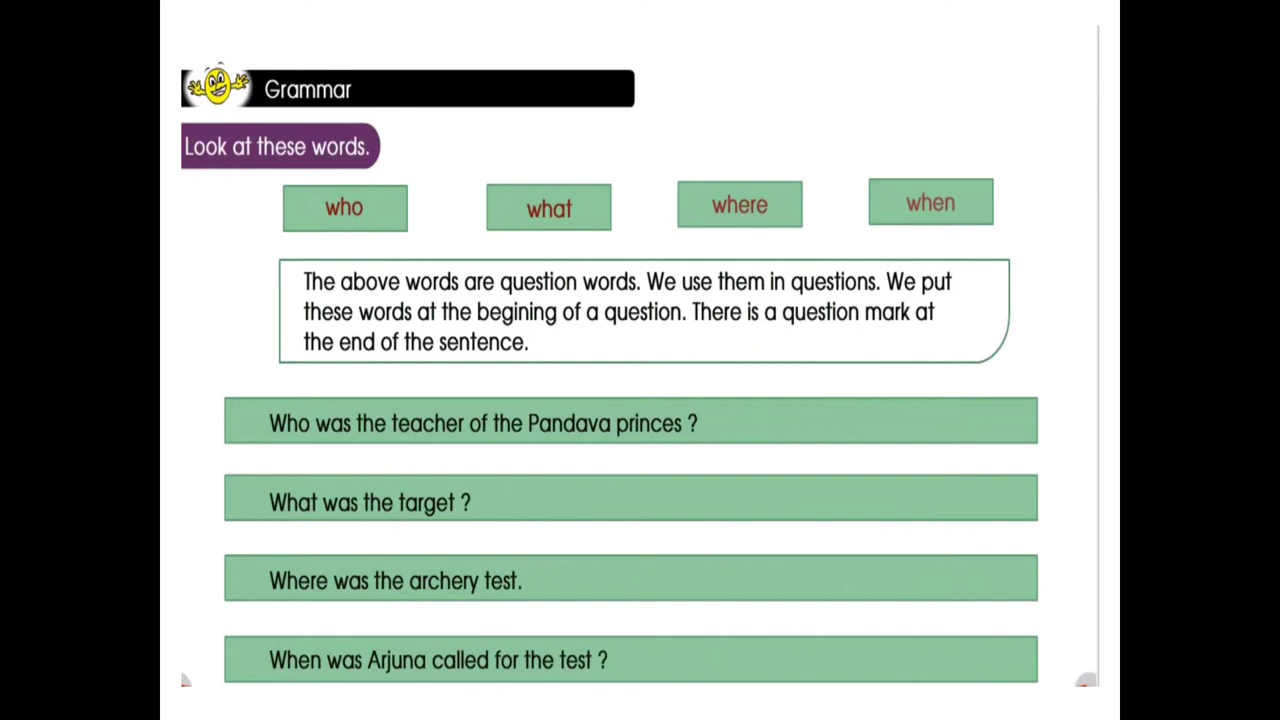 Grammar
Look at these words.
who what where when
The above words are question words. We use them in questions. We put
these words at the begining of a question. There is a question mark at
the end of the sentence.
Who was the teacher of the Pandava princes ?
What was the target ?
Where was the archery test.
When was Arjuna called for the test ?